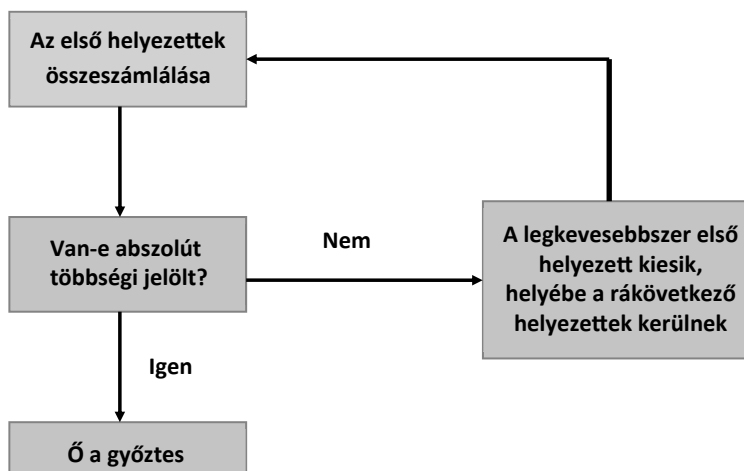 Az első helyezettek
összeszámlálása
Van-e abszolút
többségi jelölt?
Nem
A legkevesebbszer első
helyezett kiesik,
helyébe a rákövetkező
helyezettek kerülnek
Igen
Ő a győztes